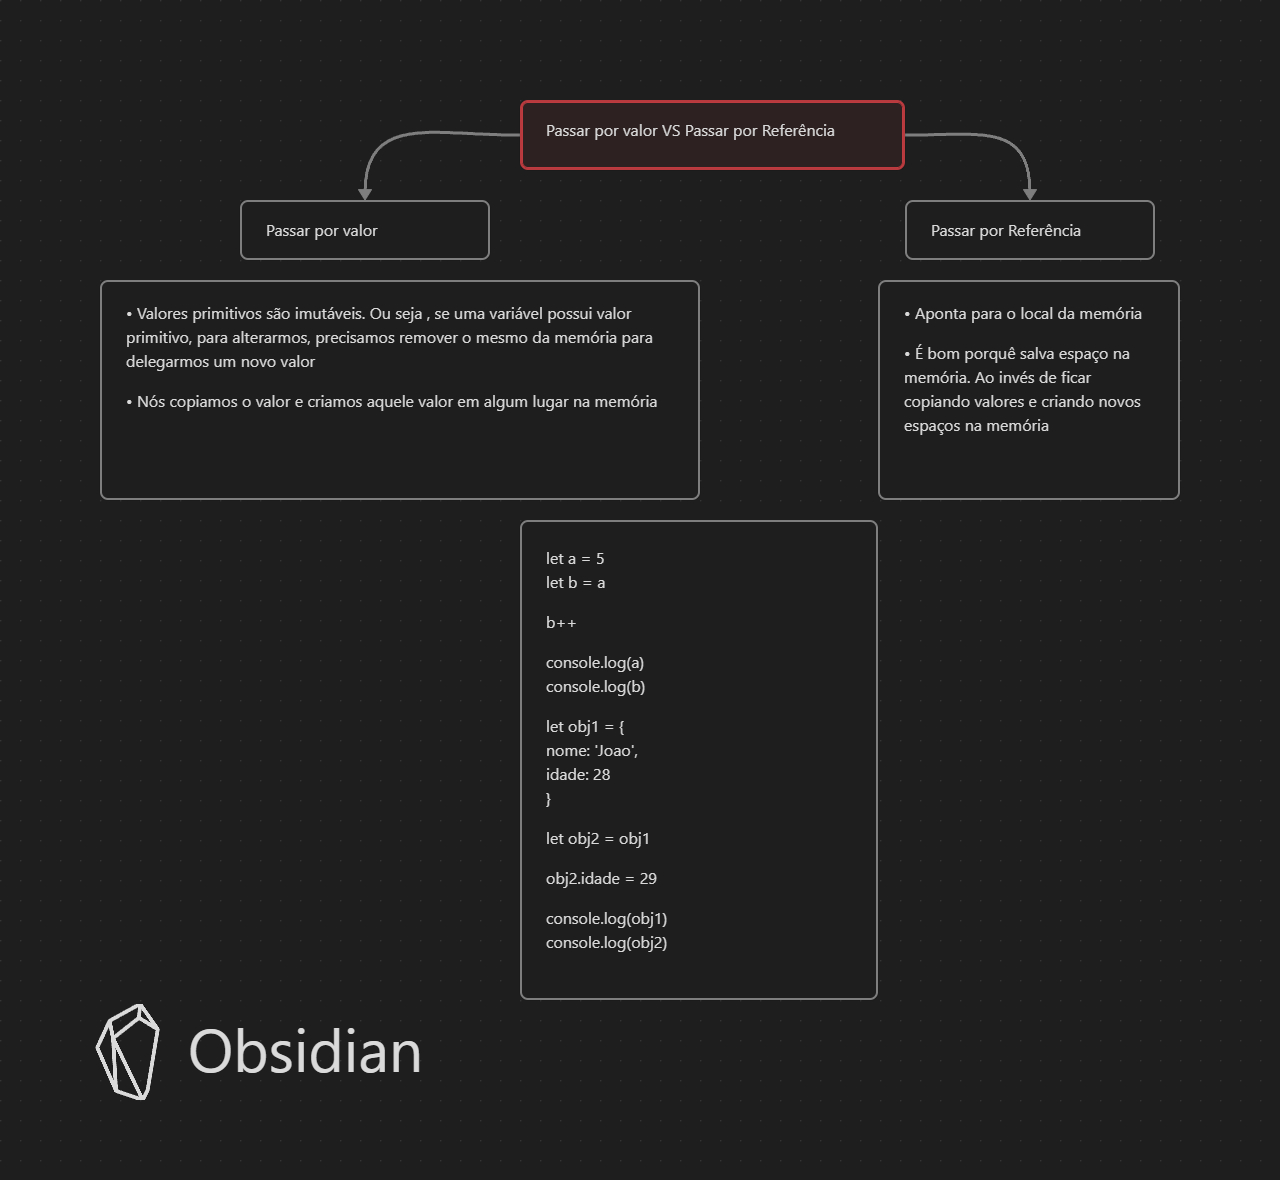 Passar por valor VS Passar por Referência
Passar por valor
Passar por Referência
• Valores primitivos são imutáveis. Ou seja , se uma variável possui valor
primitivo, para alterarmos, precisamos remover o mesmo da memória para
delegarmos um novo valor
• Nós copiamos o valor e criamos aquele valor em algum lugar na memória
• Aponta para o local da memória
• É bom porquê salva espaço na
memória. Ao invés de ficar
copiando valores e criando novos
espaços na memória
let a = 5
let b = a
b++
console.log(a)
console.log(b)
let obj1 = {
nome: 'Joao',
idade: 28
}
let obj2 = obj1
obj2.idade = 29
console.log(obj1)
console.log(obj2)
Obsidian